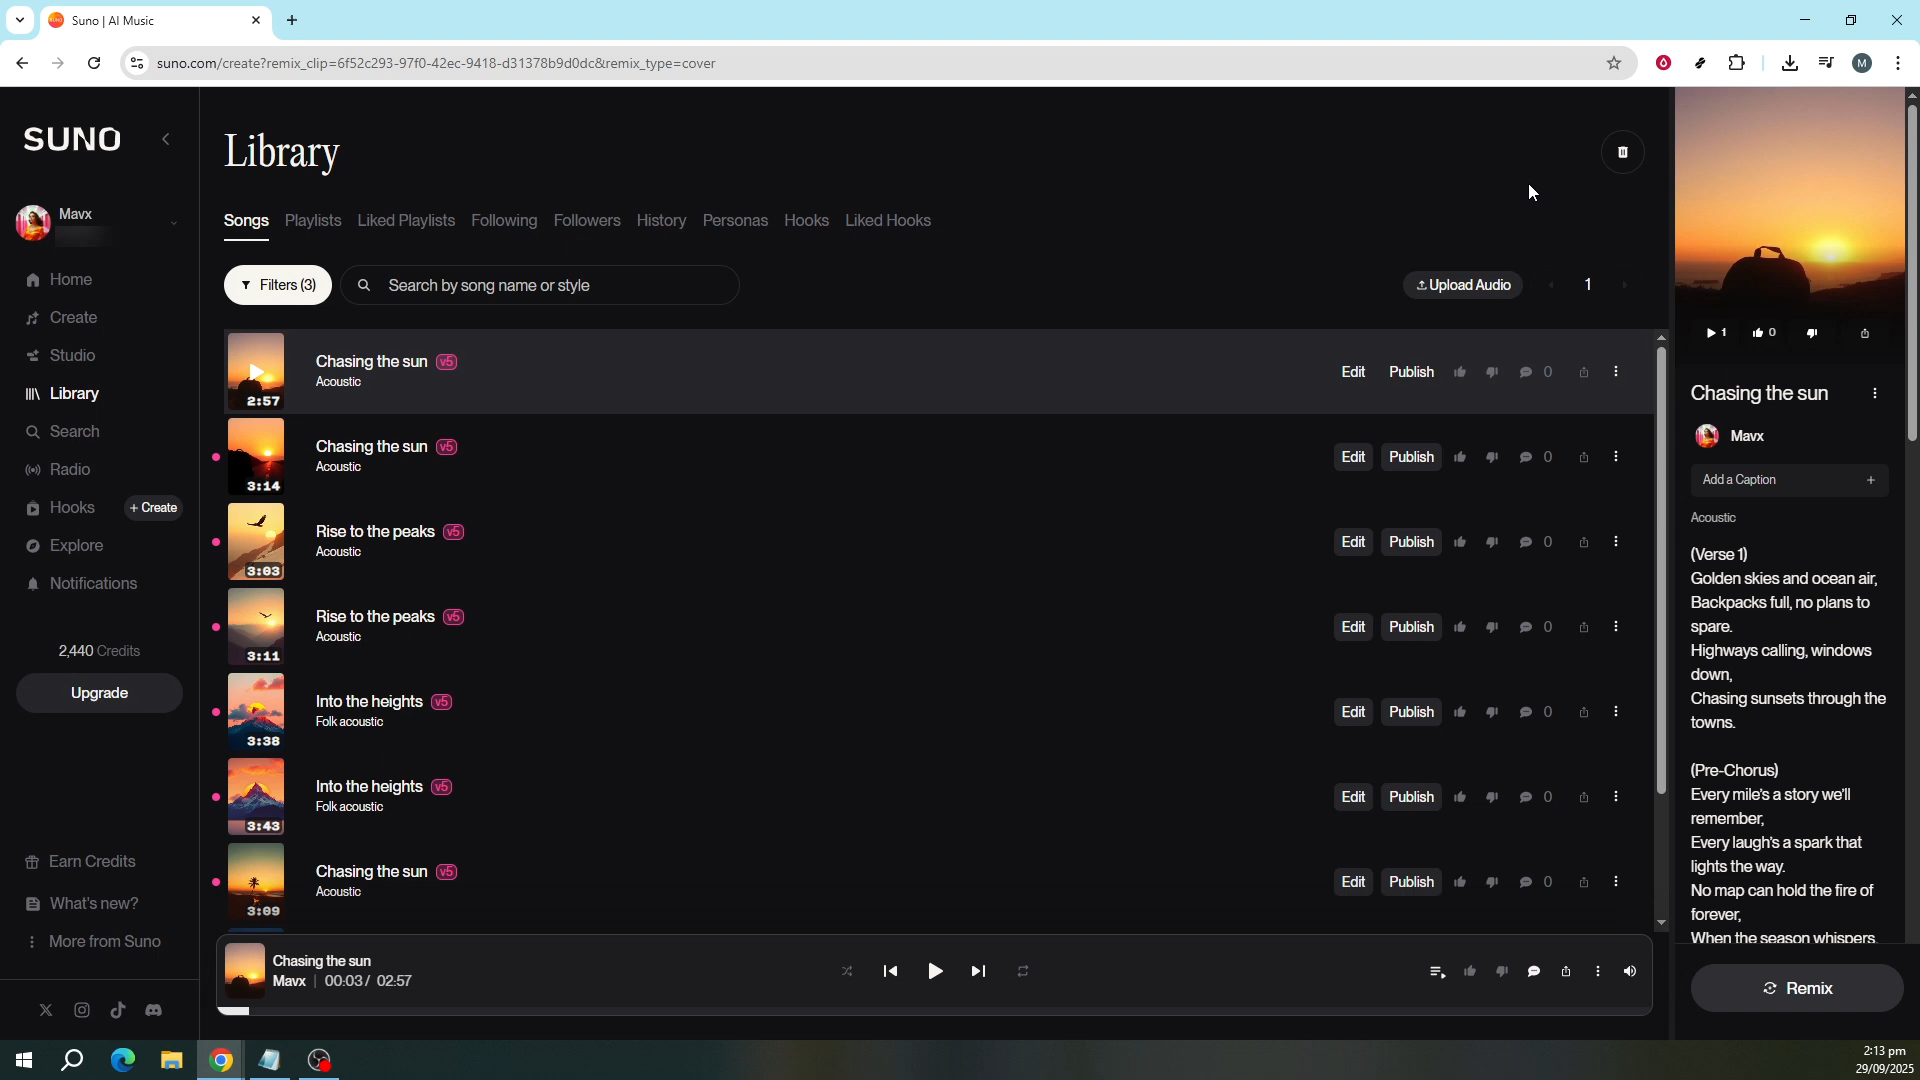 Suno | AI Music
suno.com/create?remix_clip=6f52c293-97f0-42ec-9418-d31378b9d0dc&remix_type=cover
M
SUNO
Mavx
Home
Create
Studio
Library
Search
Radio
Hooks
+ Create
Explore
Notifications
2,440 Credits
Upgrade
Earn Credits
What's new?
More from Suno
Library
Songs Playlists Liked Playlists Following Followers History Personas Hooks Liked Hooks
Filters (3)
Search by song name or style
Upload Audio
1
Chasing the sun v5
Acoustic
2:57
Edit Publish 0
Chasing the sun v5
Acoustic
3:14
Edit Publish 0
Rise to the peaks v5
Acoustic
3:03
Edit Publish 0
Rise to the peaks v5
Acoustic
3:11
Edit Publish 0
Into the heights v5
Folk acoustic
3:38
Edit Publish 0
Into the heights v5
Folk acoustic
3:43
Edit Publish 0
Chasing the sun v5
Acoustic
3:09
Edit Publish 0
Chasing the sun
Mavx | 00:03 / 02:57
1 0
Chasing the sun
Mavx
Add a Caption +
Acoustic
(Verse 1)
Golden skies and ocean air,
Backpacks full, no plans to
spare.
Highways calling, windows
down,
Chasing sunsets through the
towns.
(Pre-Chorus)
Every mile's a story we'll
remember,
Every laugh's a spark that
lights the way.
No map can hold the fire of
forever,
When the season whispers,
Remix
2:13 pm
29/09/2025